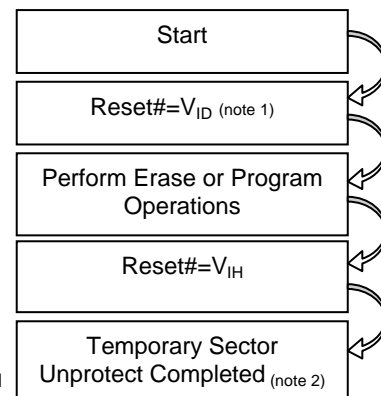 Start
Reset#=VID (note 1)
Perform Erase or Program
Operations
Reset#=VIH
Temporary Sector
Unprotect Completed (note 2)